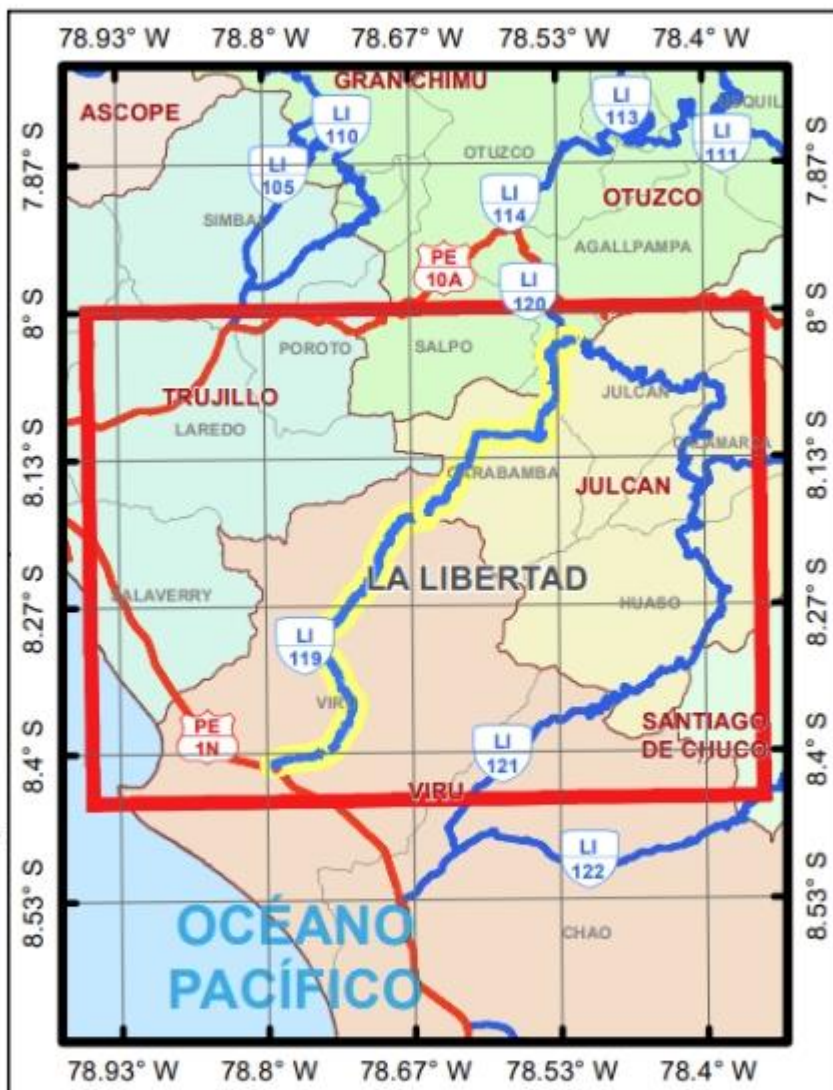 78.93° W 78.8° W 78.67° W 78.53° W 78.4° W
GRAN CHIMU
ASCOPE
LI
113
LI
110
LI
111
7.87° S
7.87° S
OTUZCO
LI
105
LI
114
OTUZCO
AGALLPAMPA
PE
10A
LI
120
8° S
8° S
POROTO
SALPO
TRUJILLO
JULCAN
LAREDO
8.13° S
8.13° S
CARABAMBA
JULCAN
LA LIBERTAD
SALAVERRY
HUASO
8.27° S
8.27° S
LI
119
PE
1N
SANTIAGO
DE CHUCO
LI
121
8.4° S
8.4° S
VIRU
LI
122
8.53° S
8.53° S
OCÉANO
PACÍFICO
CHAO
78.93° W 78.8° W 78.67° W 78.53° W 78.4° W